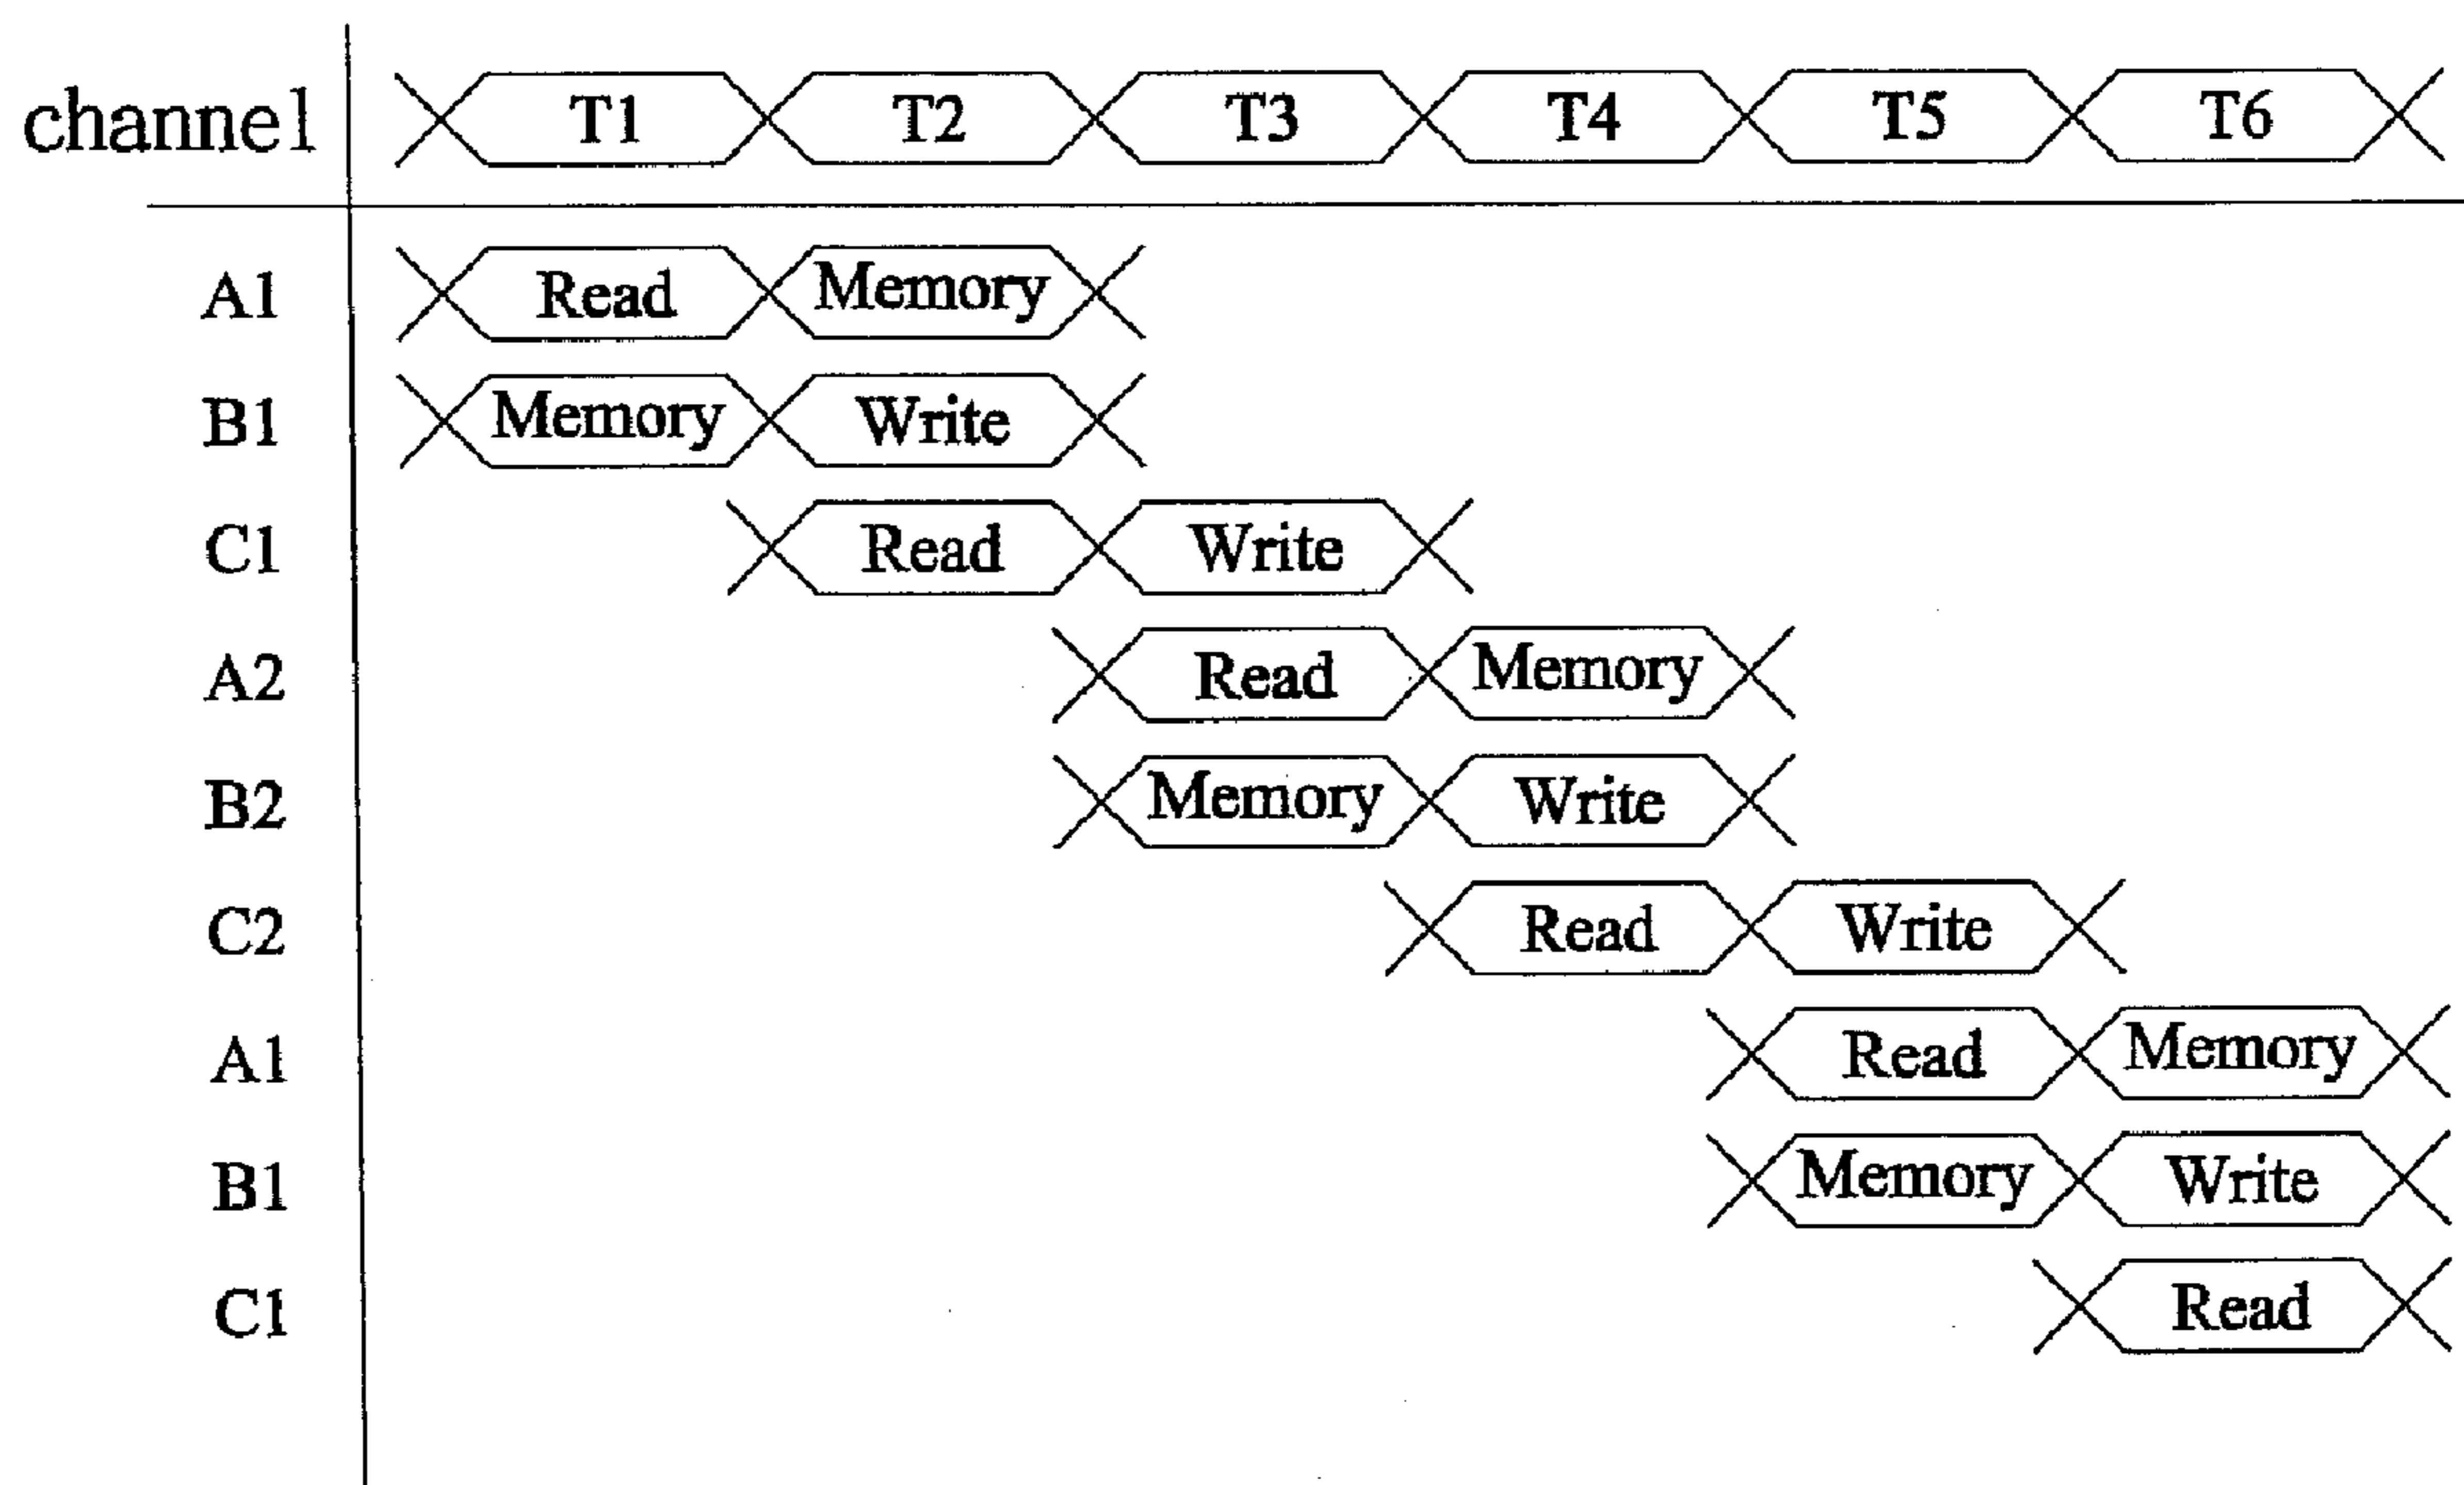 channel T1 T2 T3 T4 T5 T6
A1 Read Memory
B1 Memory Write
C1 Read Write
A2 Read Memory
B2 Memory Write
C2 Read Write
A1 Read Memory
B1 Memory Write
C1 Read